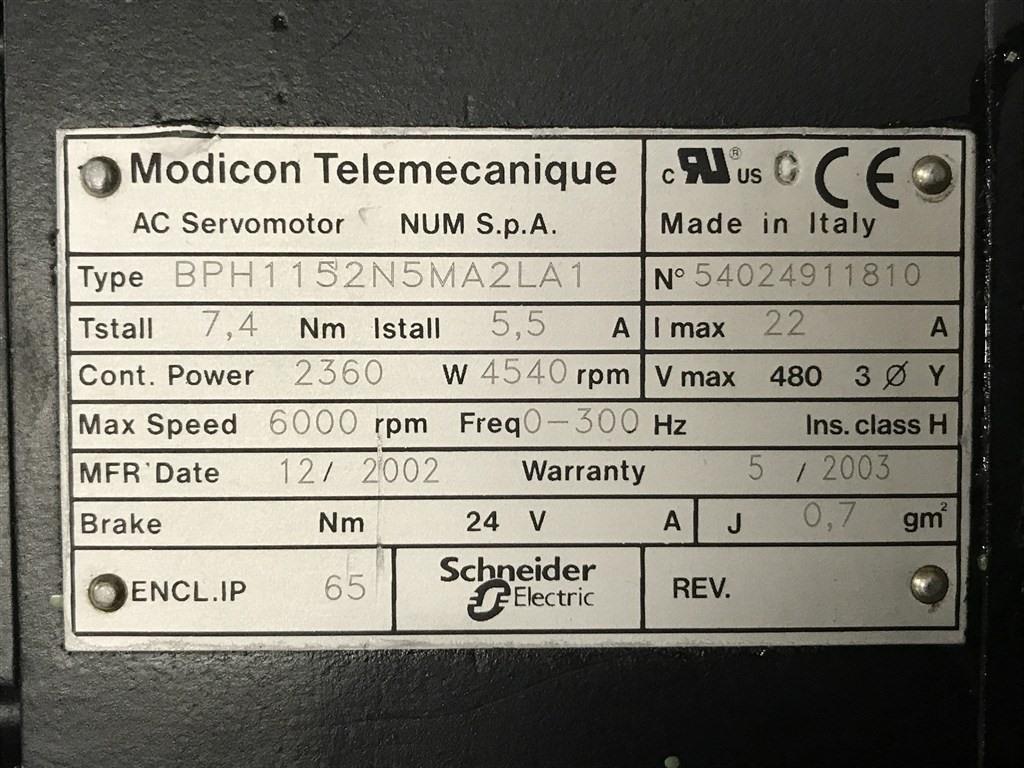 Modicon Telemecanique
AC Servomotor NUM S.p.A.
c RU ® US C CE
Made in Italy
Type BPH1152N5MA2LA1 N° 54024911810
Tstall 7,4 Nm Istall 5,5 A I max 22 A
Cont. Power 2360 W 4540 rpm V max 480 3 Ø Y
Max Speed 6000 rpm Freq 0-300 Hz Ins. class H
MFR Date 12 / 2002 Warranty 5 / 2003
Brake Nm 24 V A J 0,7 gm²
ENCL.IP 65 Schneider Electric REV.